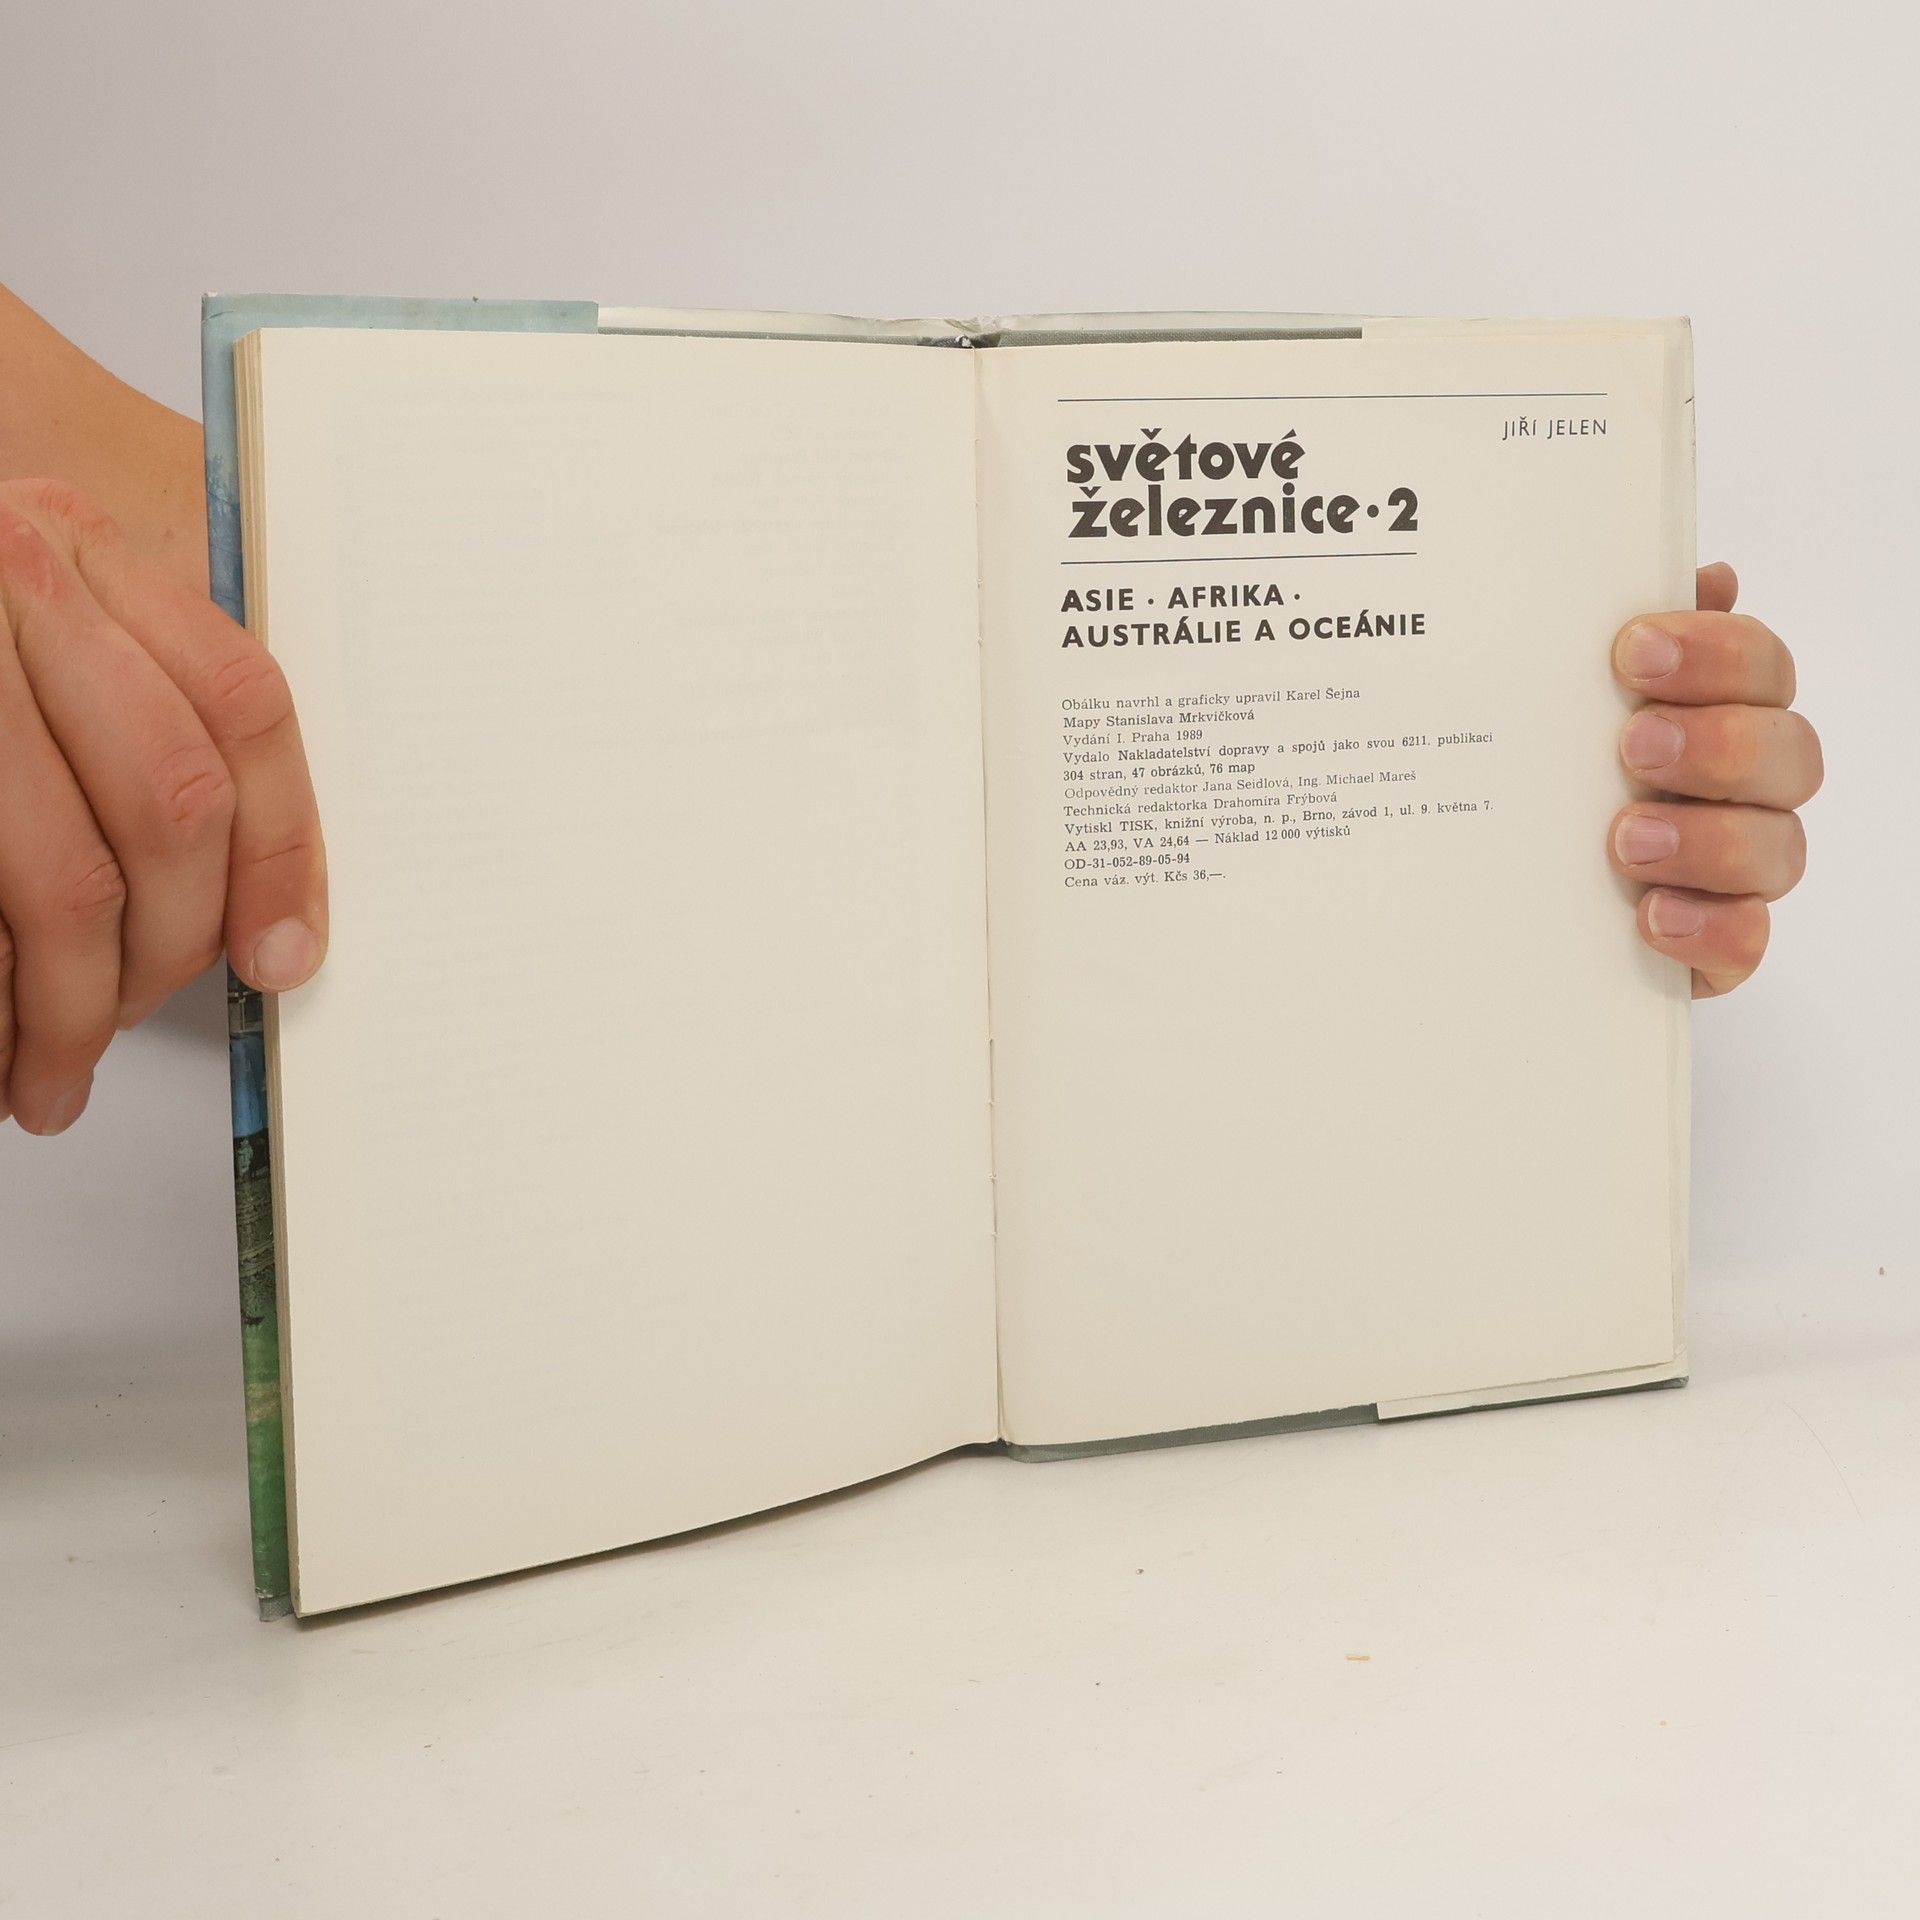 JIŘÍ JELEN
světové
železnice·2
ASIE · AFRIKA ·
AUSTRÁLIE A OCEÁNIE
Obálku navrhl a graficky upravil Karel Šejna
Mapy Stanislava Mrkvičková
Vydání I. Praha 1989
Vydalo Nakladatelství dopravy a spojů jako svou 6211. publikaci
304 stran, 47 obrázků, 76 map
Odpovědný redaktor Jana Seidlová, Ing. Michael Mareš
Technická redaktorka Drahomíra Frýbová
Vytiskl TISK, knižní výroba, n. p., Brno, závod 1, ul. 9. května 7.
AA 23,93, VA 24,64 — Náklad 12 000 výtisků
OD-31-052-89-05-94
Cena váz. výt. Kčs 36,—.